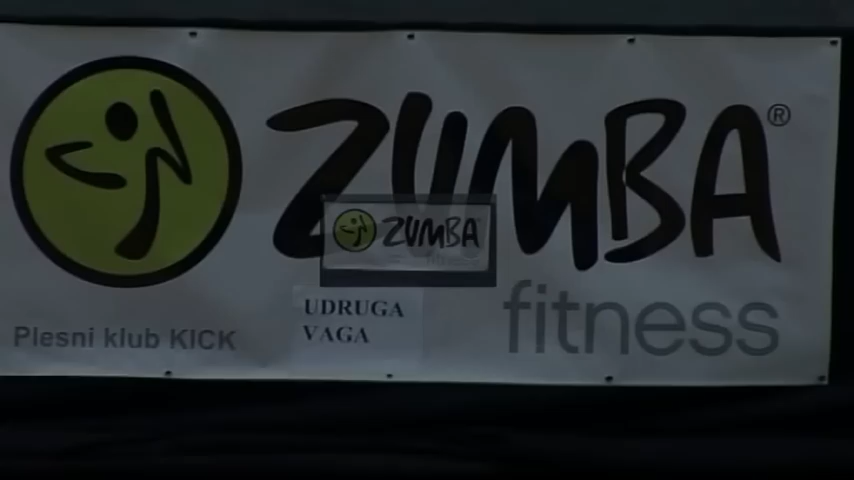 ZUMBA®
fitness
Plesni klub KICK
UDRUGA
VAGA
ZUMBA